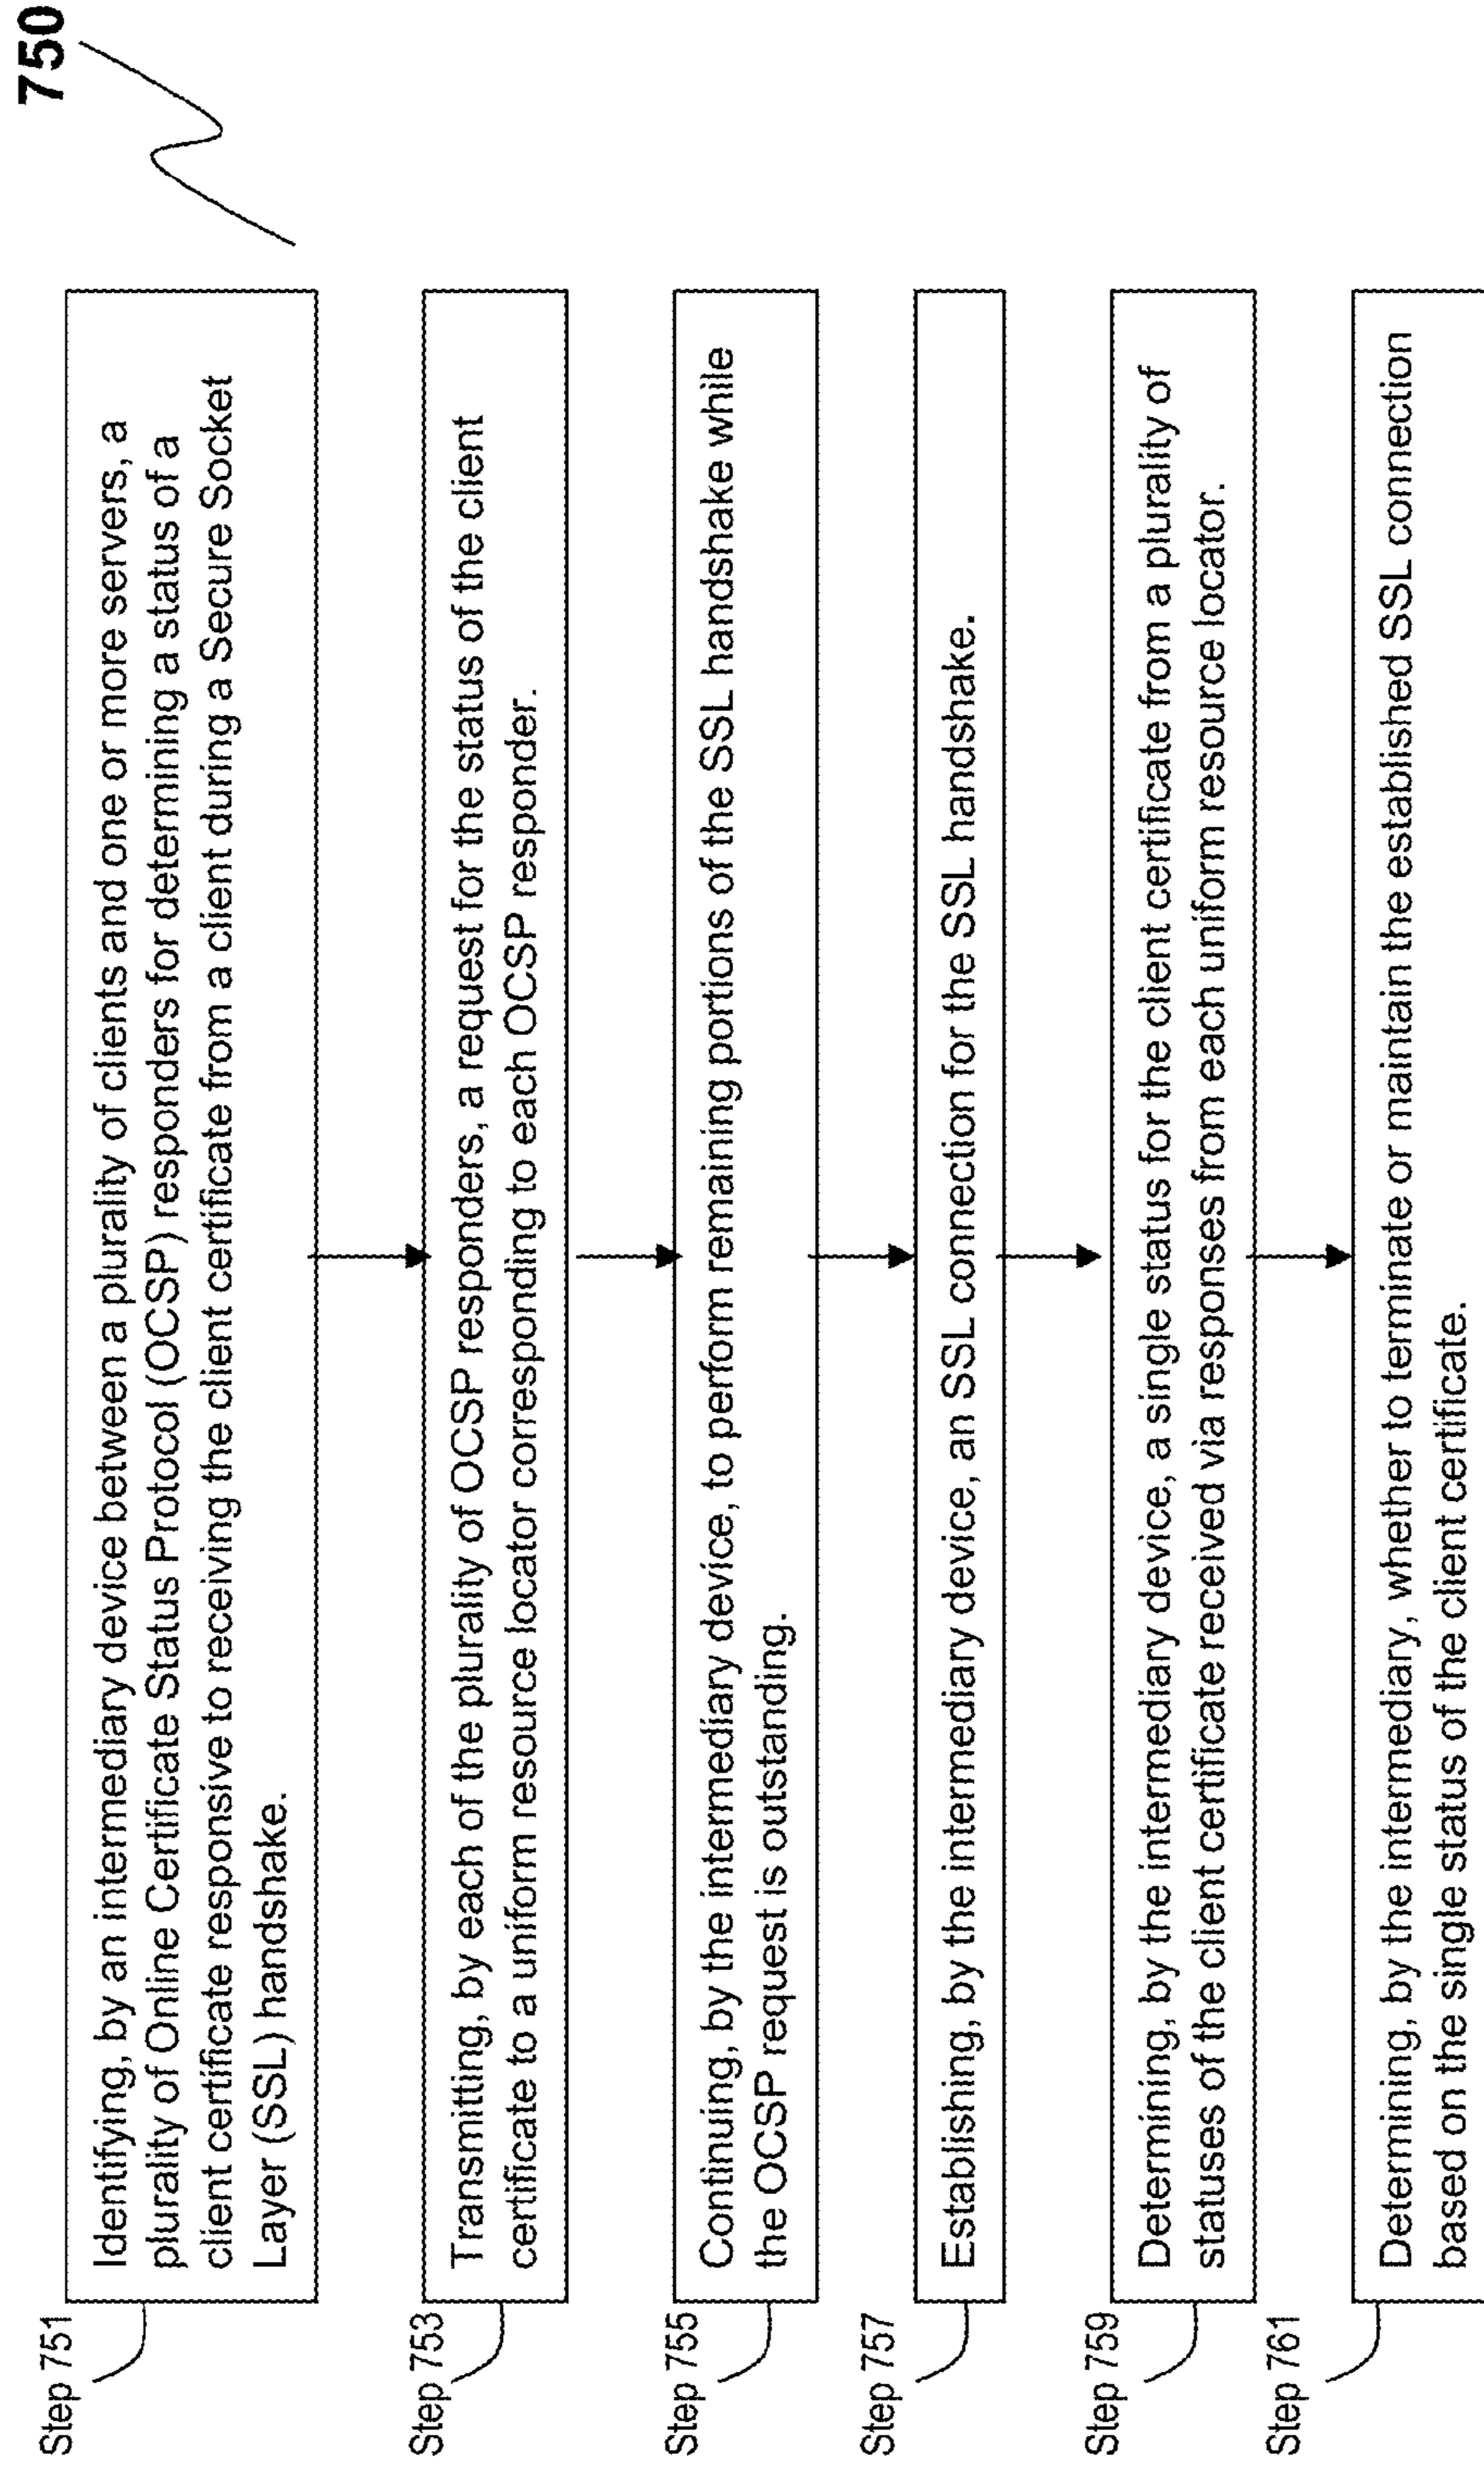 750
Step 751
Identifying, by an intermediary device between a plurality of clients and one or more servers, a
plurality of Online Certificate Status Protocol (OCSP) responders for determining a status of a
client certificate responsive to receiving the client certificate from a client during a Secure Socket
Layer (SSL) handshake.
Step 753
Transmitting, by each of the plurality of OCSP responders, a request for the status of the client
certificate to a uniform resource locator corresponding to each OCSP responder.
Step 755
Continuing, by the intermediary device, to perform remaining portions of the SSL handshake while
the OCSP request is outstanding.
Step 757
Establishing, by the intermediary device, an SSL connection for the SSL handshake.
Step 759
Determining, by the intermediary device, a single status for the client certificate from a plurality of
statuses of the client certificate received via responses from each uniform resource locator.
Step 761
Determining, by the intermediary, whether to terminate or maintain the established SSL connection
based on the single status of the client certificate.